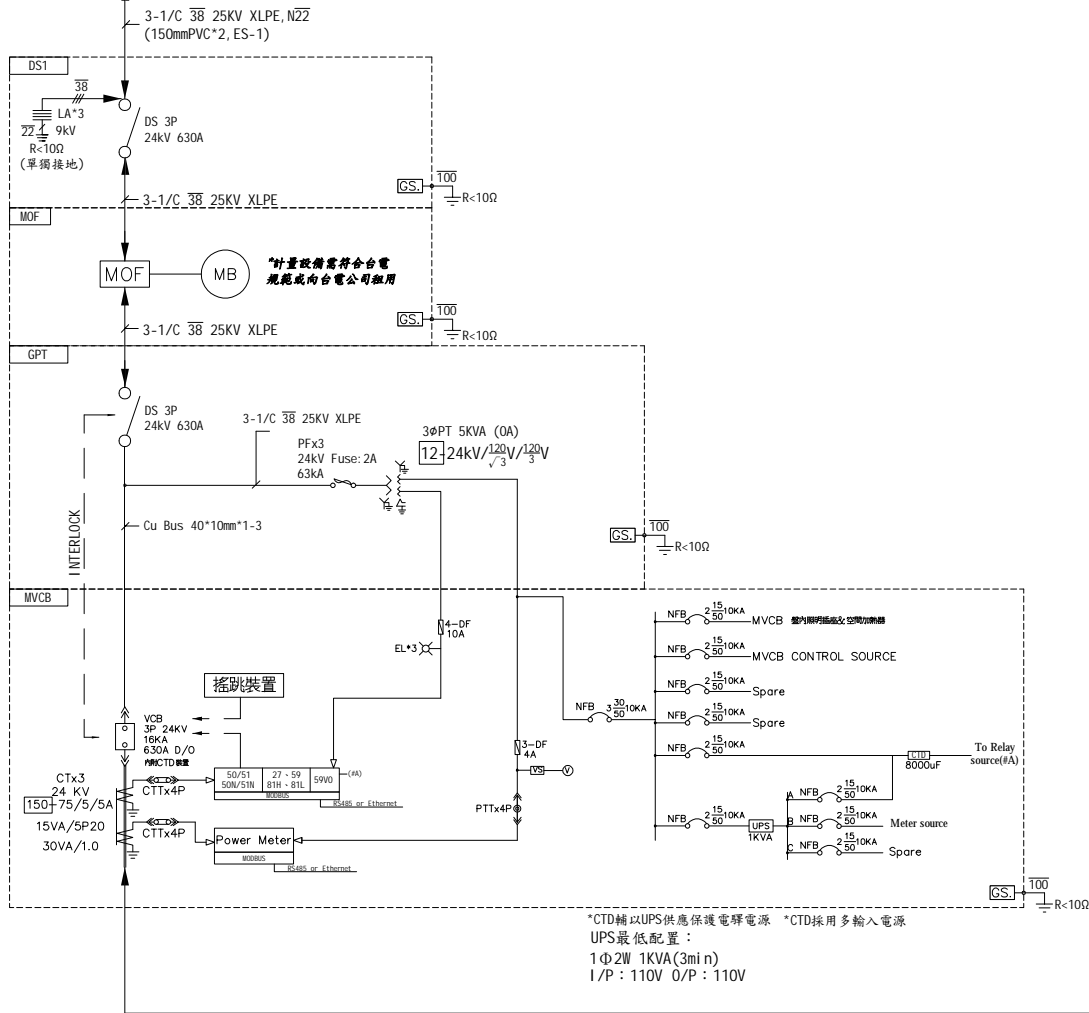 3-1/C 38 25KV XLPE,N22
(150mmPVC*2,ES-1)
DS1
38
LA*3
22 9kV
R<10Ω
(單獨接地)
DS 3P
24kV 630A
3-1/C 38 25KV XLPE
GS. 100
R<10Ω
MOF
MOF
MB
*計量設備需符合台電
規範或向台電公司租用
3-1/C 38 25KV XLPE
GS. 100
R<10Ω
GPT
DS 3P
24kV 630A
3-1/C 38 25KV XLPE
PFx3
24kV Fuse:2A
63kA
3φPT 5KVA (OA)
12-24kV/120/√3V/120/3V
INTERLOCK
Cu Bus 40*10mm*1-3
GS. 100
R<10Ω
MVCB
4-DF
10A
EL*3
搖跳裝置
VCB
3P 24KV
16KA
630A D/O
內附CTD裝置
CTx3
24 KV
150-75/5/5A
15VA/5P20
30VA/1.0
CTTx4P
CTTx4P
50/51
50N/51N
27、59
81H、81L
59VO
(#A)
MODBUS
RS485 or Ethernet
Power Meter
MODBUS
RS485 or Ethernet
3-DF
4A
VS V
PTTx4P
NFB 3 30/50 10KA
NFB 2 15/50 10KA MVCB 盤內照明插座& 空間加熱器
NFB 2 15/50 10KA MVCB CONTROL SOURCE
NFB 2 15/50 10KA Spare
NFB 2 15/50 10KA Spare
NFB 2 15/50 10KA
CTD
8000uF
To Relay
source(#A)
NFB 2 15/50 10KA
UPS
1KVA
A NFB 2 15/50 10KA
B NFB 2 15/50 10KA Meter source
C NFB 2 15/50 10KA Spare
GS. 100
R<10Ω
*CTD輔以UPS供應保護電驛電源 *CTD採用多輸入電源
UPS最低配置：
1Φ2W 1KVA(3min)
I/P：110V O/P：110V